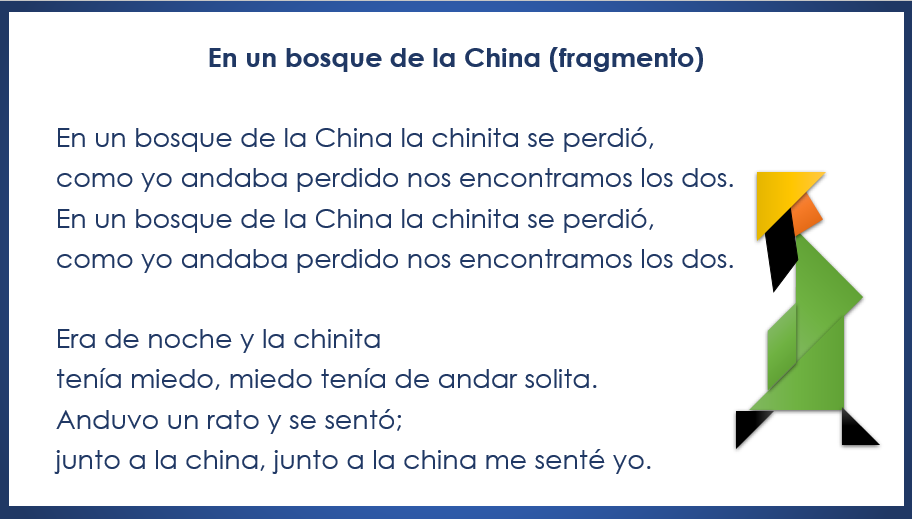 En un bosque de la China (fragmento)
En un bosque de la China la chinita se perdió,
como yo andaba perdido nos encontramos los dos.
En un bosque de la China la chinita se perdió,
como yo andaba perdido nos encontramos los dos.
Era de noche y la chinita
tenía miedo, miedo tenía de andar solita.
Anduvo un rato y se sentó;
junto a la china, junto a la china me senté yo.